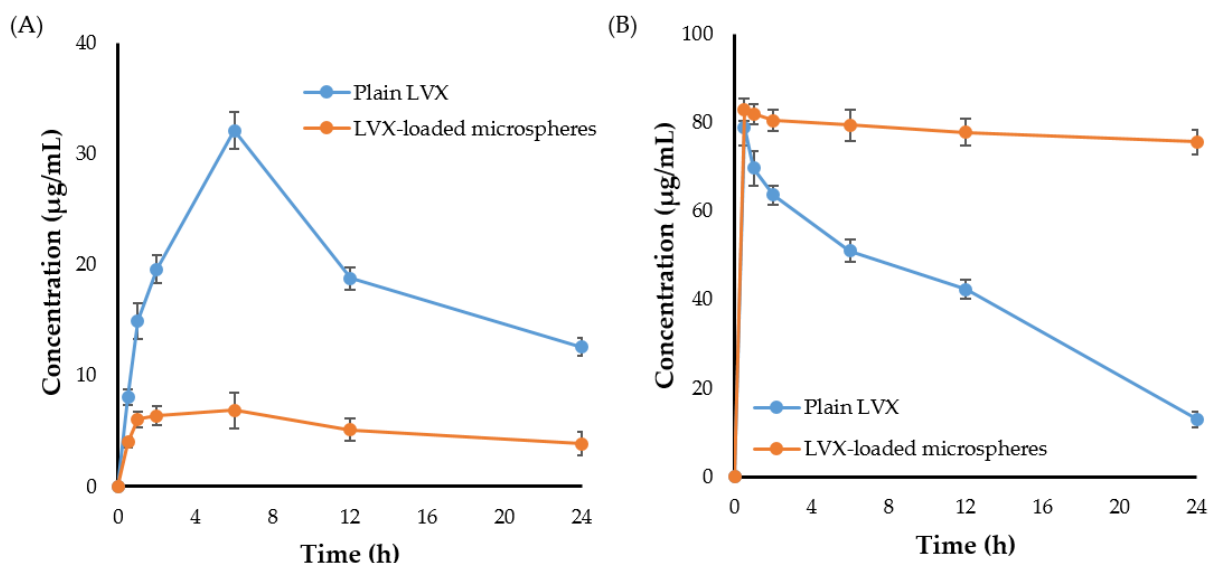 (A)
40
30
20
10
0
Concentration (µg/mL)
Plain LVX
LVX-loaded microspheres
0 4 8 12 16 20 24
Time (h)
(B)
100
80
60
40
20
0
Concentration (µg/mL)
Plain LVX
LVX-loaded microspheres
0 4 8 12 16 20 24
Time (h)